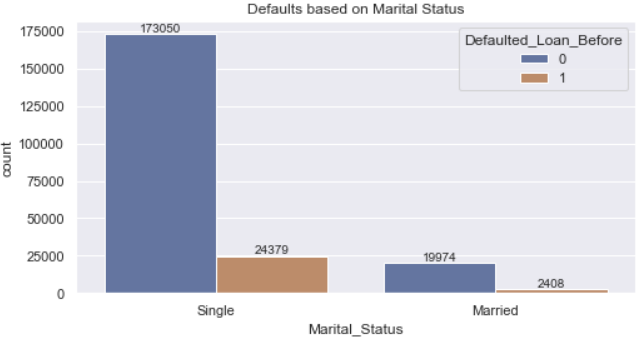 Defaults based on Marital Status
175000
150000
125000
100000
75000
50000
25000
0
count
173050
24379
19974
2408
Defaulted_Loan_Before
0
1
Single
Married
Marital_Status